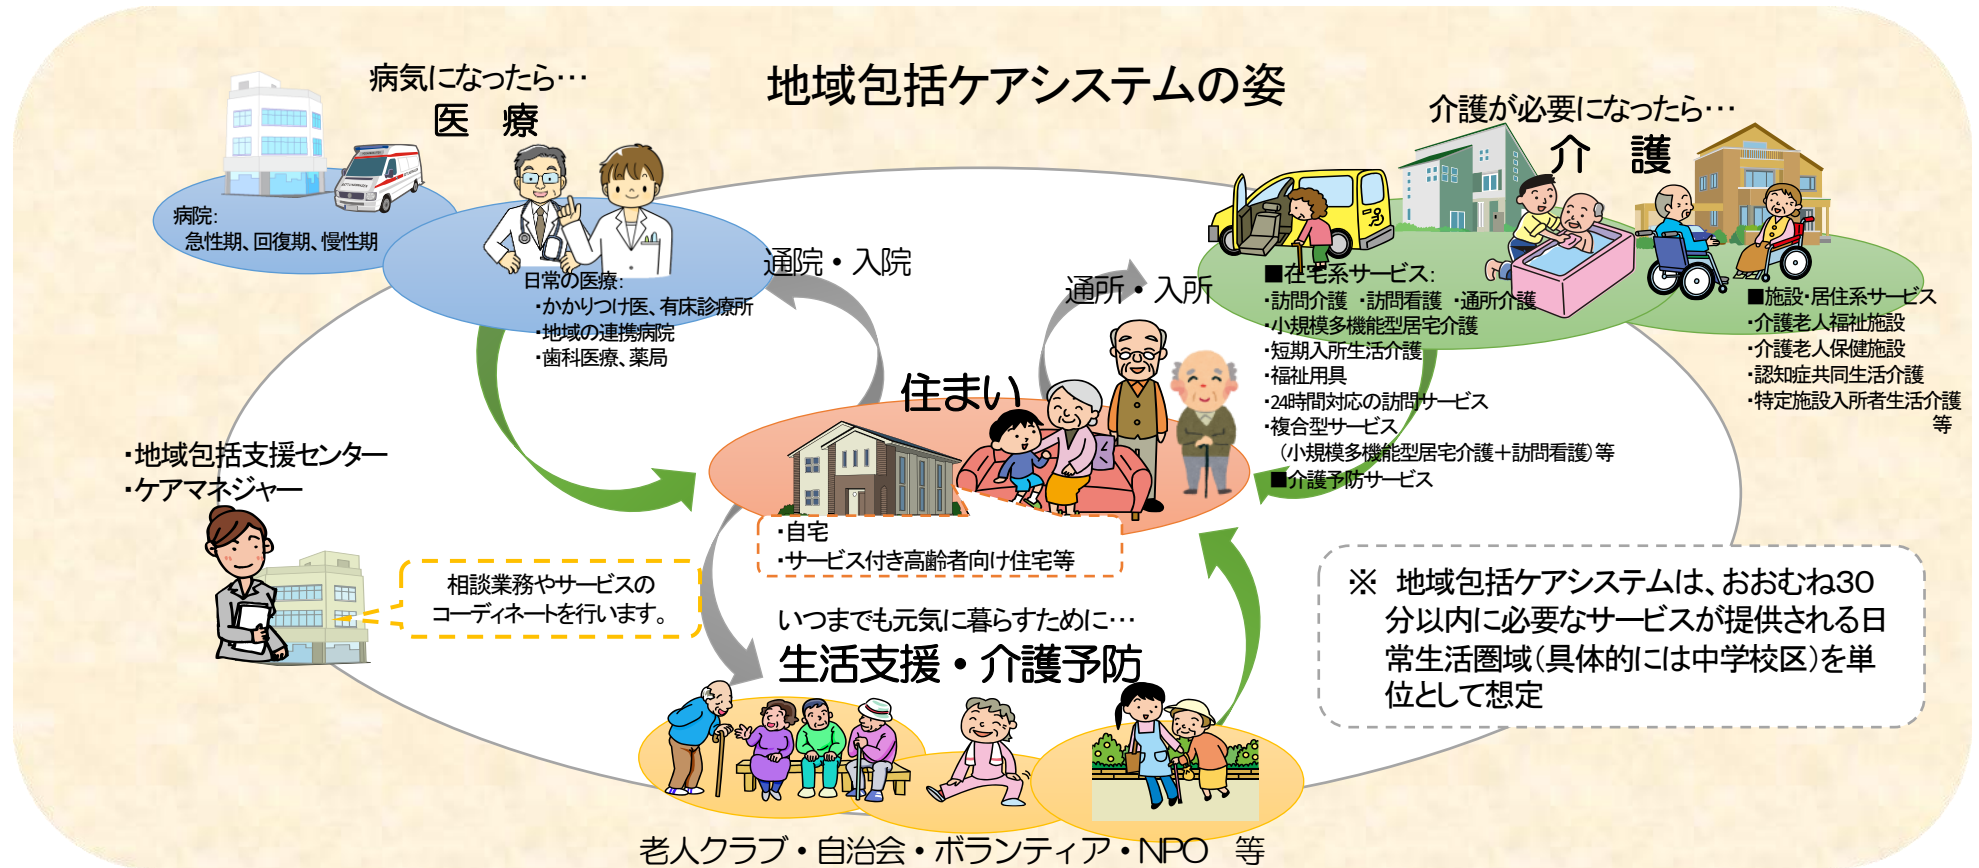 地域包括ケアシステムの姿
病気になったら…
医 療
病院:
急性期、回復期、慢性期
日常の医療:
・かかりつけ医、有床診療所
・地域の連携病院
・歯科医療、薬局
通院・入院
通所・入所
介護が必要になったら…
介 護
■在宅系サービス:
・訪問介護 ・訪問看護 ・通所介護
・小規模多機能型居宅介護
・短期入所生活介護
・福祉用具
・24時間対応の訪問サービス
・複合型サービス
(小規模多機能型居宅介護+訪問看護)等
■介護予防サービス
■施設・居住系サービス
・介護老人福祉施設
・介護老人保健施設
・認知症共同生活介護
・特定施設入所者生活介護
等
住まい
・自宅
・サービス付き高齢者向け住宅等
・地域包括支援センター
・ケアマネジャー
相談業務やサービスの
コーディネートを行います。
いつまでも元気に暮らすために…
生活支援・介護予防
老人クラブ・自治会・ボランティア・NPO 等
※ 地域包括ケアシステムは、おおむね30
分以内に必要なサービスが提供される日
常生活圏域(具体的には中学校区)を単
位として想定